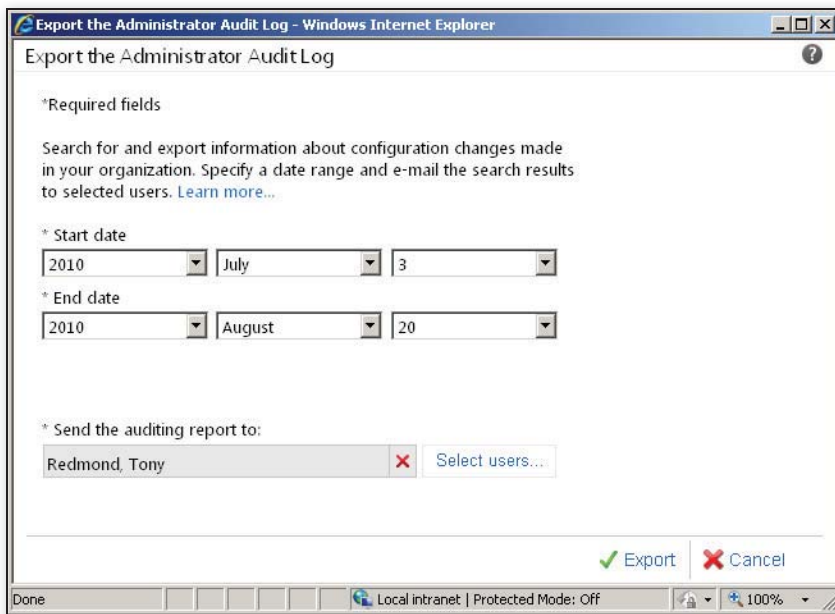 Export the Administrator Audit Log - Windows Internet Explorer
Export the Administrator Audit Log
*Required fields
Search for and export information about configuration changes made
in your organization. Specify a date range and e-mail the search results
to selected users. Learn more...
* Start date
2010 July 3
* End date
2010 August 20
* Send the auditing report to:
Redmond, Tony Select users...
Export Cancel
Done Local intranet | Protected Mode: Off 100%